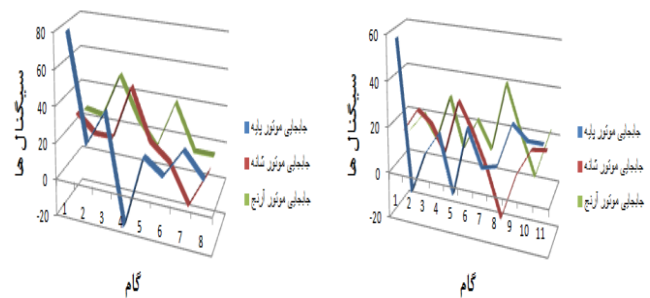 80
60
40
20
0
-20
سیگنال ها
1 2 3 4 5 6 7 8
گام
جابجایی موتور پایه
جابجایی موتور شانه
جابجایی موتور آرنج
60
40
20
0
-20
سیگنال ها
1 2 3 4 5 6 7 8 9 10 11
گام
جابجایی موتور پایه
جابجایی موتور شانه
جابجایی موتور آرنج